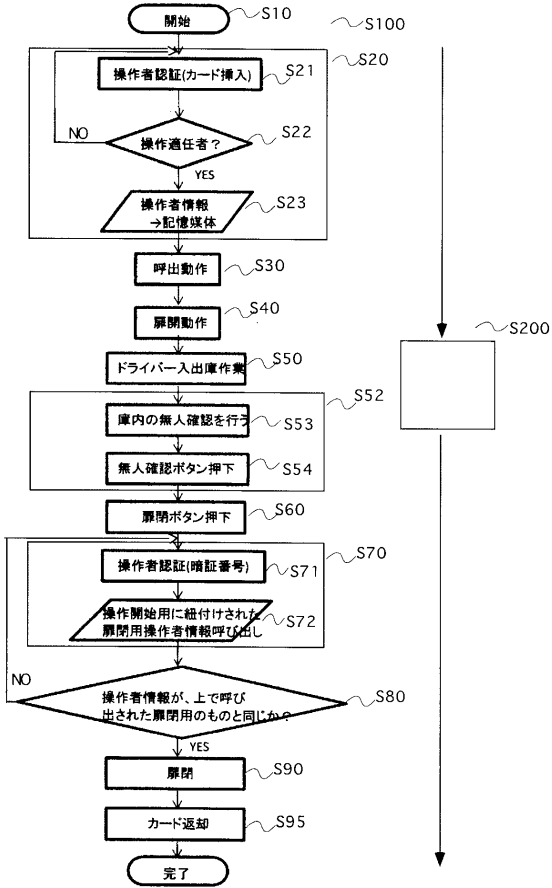 開始
S10
S100
S20
操作者認証(カード挿入)
S21
操作適任者？
S22
NO
YES
操作者情報
→記憶媒体
S23
呼出動作
S30
扉開動作
S40
ドライバー入出庫作業
S50
S52
庫内の無人確認を行う
S53
無人確認ボタン押下
S54
扉閉ボタン押下
S60
S70
操作者認証(暗証番号)
S71
操作開始用に紐付けされた
扉閉用操作者情報呼び出し
S72
NO
操作者情報が、上で呼び
出された扉閉用のものと同じか？
S80
YES
扉閉
S90
カード返却
S95
完了
S200